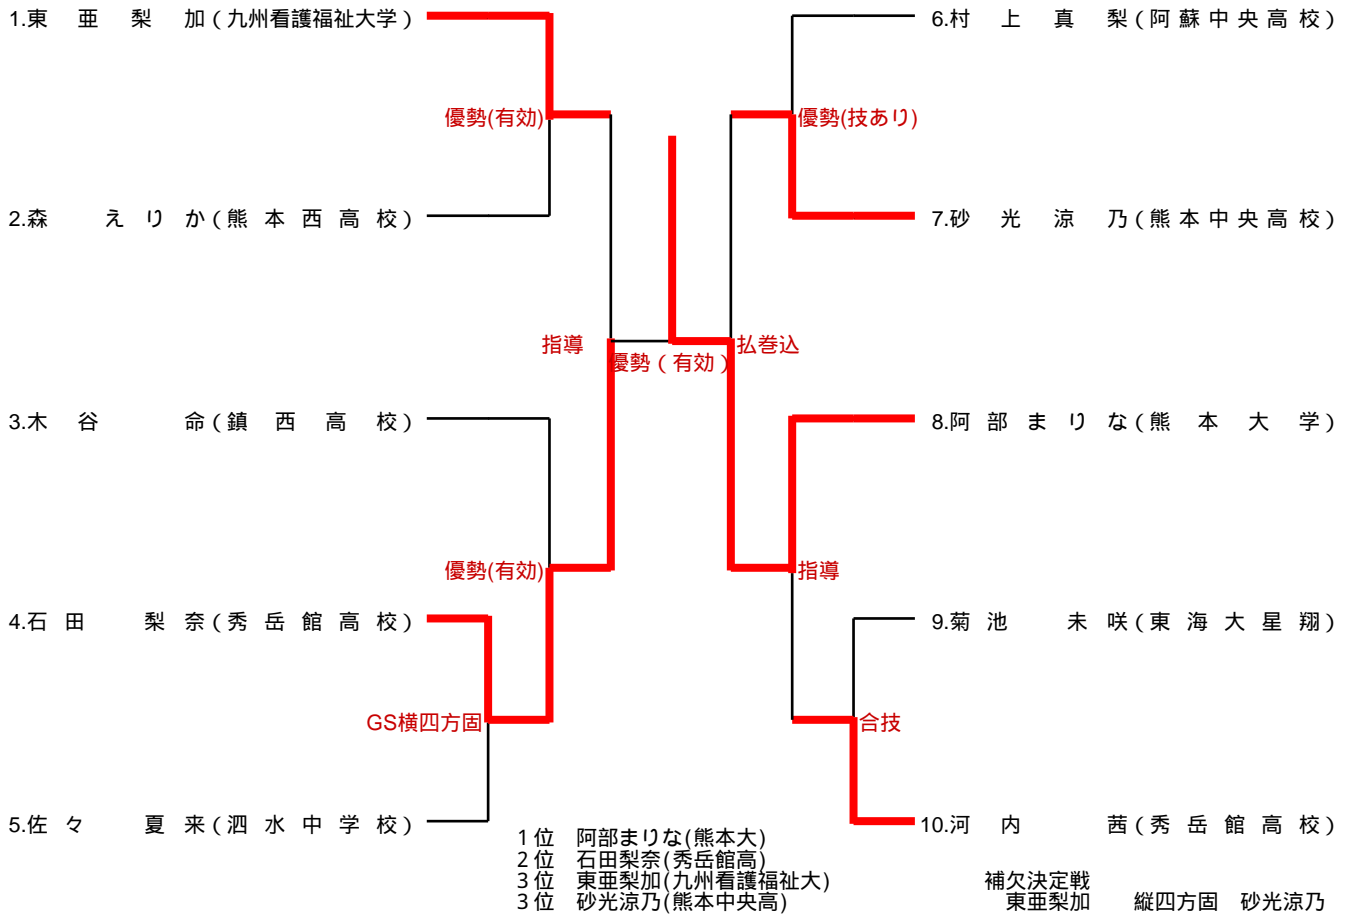 1.東亜梨加(九州看護福祉大学)
6.村上真梨(阿蘇中央高校)
優勢(有効)
優勢(技あり)
2.森えりか(熊本西高校)
7.砂光涼乃(熊本中央高校)
指導
優勢(有効)
払巻込
3.木谷命(鎮西高校)
8.阿部まりな(熊本大学)
優勢(有効)
指導
4.石田梨奈(秀岳館高校)
9.菊池未咲(東海大星翔)
GS横四方固
合技
5.佐々夏来(泗水中学校)
10.河内茜(秀岳館高校)
1位 阿部まりな(熊本大)
2位 石田梨奈(秀岳館高)
3位 東亜梨加(九州看護福祉大)
3位 砂光涼乃(熊本中央高)
補欠決定戦
東亜梨加 縦四方固 砂光涼乃